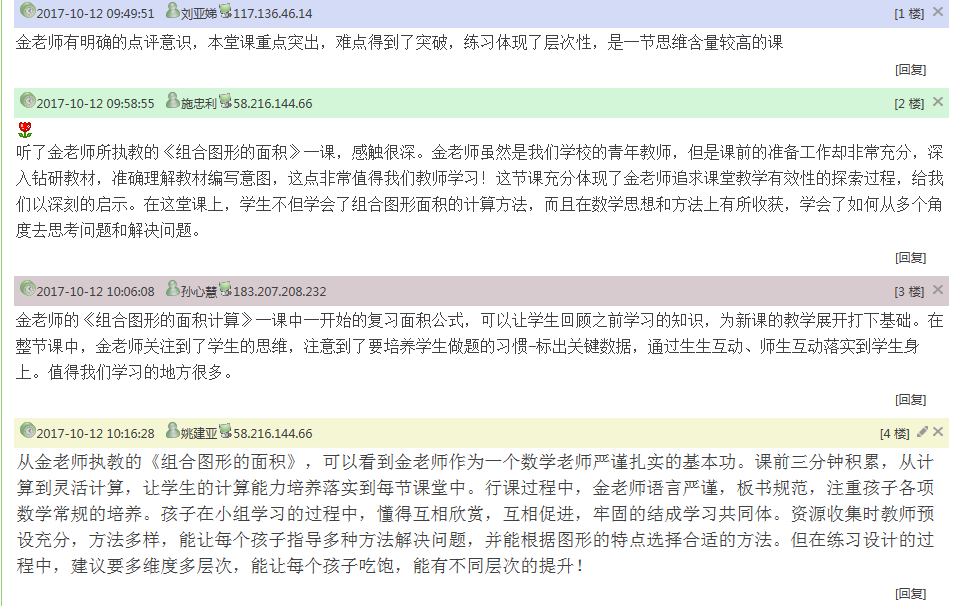 2017-10-12 09:49:51 刘亚娣 117.136.46.14 [1 楼] ✕
金老师有明确的点评意识，本堂课重点突出，难点得到了突破，练习体现了层次性，是一节思维含量较高的课
[回复]
2017-10-12 09:58:55 施忠利 58.216.144.66 [2 楼] ✕
听了金老师所执教的《组合图形的面积》一课，感触很深。金老师虽然是我们学校的青年教师，但是课前的准备工作却非常充分，深
入钻研教材，准确理解教材编写意图，这点非常值得我们教师学习！这节课充分体现了金老师追求课堂教学有效性的探索过程，给我
们以深刻的启示。在这堂课上，学生不但学会了组合图形面积的计算方法，而且在数学思想和方法上有所收获，学会了如何从多个角
度去思考问题和解决问题。
[回复]
2017-10-12 10:06:08 孙心慧 183.207.208.232 [3 楼] ✕
金老师的《组合图形的面积计算》一课中一开始的复习面积公式，可以让学生回顾之前学习的知识，为新课的教学展开打下基础。在
整节课中，金老师关注到了学生的思维，注意到了要培养学生做题的习惯-标出关键数据，通过生生互动、师生互动落实到学生身
上。值得我们学习的地方很多。
[回复]
2017-10-12 10:16:28 姚建亚 58.216.144.66 [4 楼] ✕
从金老师执教的《组合图形的面积》，可以看到金老师作为一个数学老师严谨扎实的基本功。课前三分钟积累，从计
算到灵活计算，让学生的计算能力培养落实到每节课堂中。行课过程中，金老师语言严谨，板书规范，注重孩子各项
数学常规的培养。孩子在小组学习的过程中，懂得互相欣赏，互相促进，牢固的结成学习共同体。资源收集时教师预
设充分，方法多样，能让每个孩子指导多种方法解决问题，并能根据图形的特点选择合适的方法。但在练习设计的过
程中，建议要多维度多层次，能让每个孩子吃饱，能有不同层次的提升！
[回复]